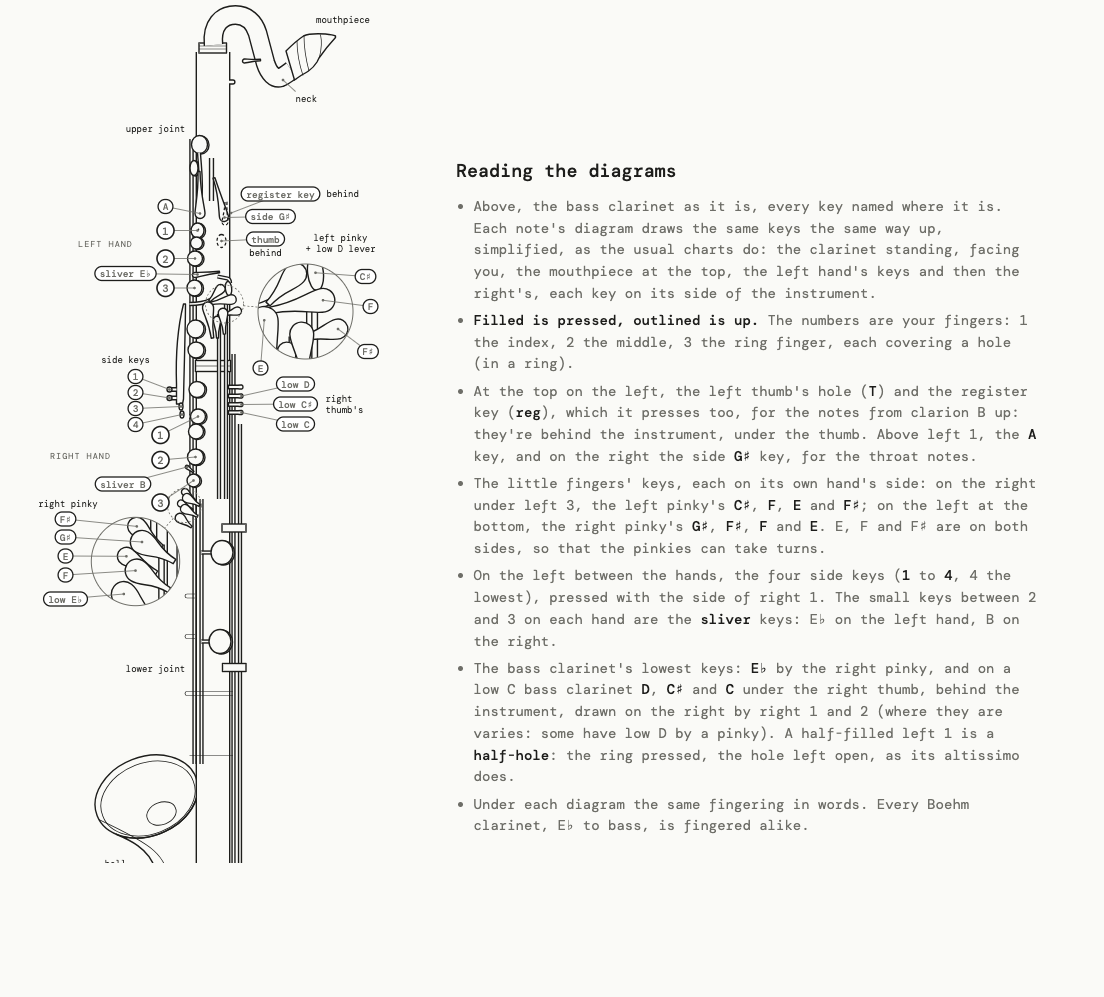 mouthpiece
neck
upper joint
register key behind
side G♯
A
1
LEFT HAND
thumb
behind
left pinky
+ low D lever
2
sliver E♭
3
C♯
F
F♯
E
side keys
1
2
3
4
low D
low C♯
low C
right
thumb's
1
RIGHT HAND
2
sliver B
3
right pinky
F♯
G♯
E
F
low E♭
lower joint
Reading the diagrams
• Above, the bass clarinet as it is, every key named where it is.
Each note's diagram draws the same keys the same way up,
simplified, as the usual charts do: the clarinet standing, facing
you, the mouthpiece at the top, the left hand's keys and then the
right's, each key on its side of the instrument.
• Filled is pressed, outlined is up. The numbers are your fingers: 1
the index, 2 the middle, 3 the ring finger, each covering a hole
(in a ring).
• At the top on the left, the left thumb's hole (T) and the register
key (reg), which it presses too, for the notes from clarion B up:
they're behind the instrument, under the thumb. Above left 1, the A
key, and on the right the side G♯ key, for the throat notes.
• The little fingers' keys, each on its own hand's side: on the right
under left 3, the left pinky's C♯, F, E and F♯; on the left at the
bottom, the right pinky's G♯, F♯, F and E. E, F and F♯ are on both
sides, so that the pinkies can take turns.
• On the left between the hands, the four side keys (1 to 4, 4 the
lowest), pressed with the side of right 1. The small keys between 2
and 3 on each hand are the sliver keys: E♭ on the left hand, B on
the right.
• The bass clarinet's lowest keys: E♭ by the right pinky, and on a
low C bass clarinet D, C♯ and C under the right thumb, behind the
instrument, drawn on the right by right 1 and 2 (where they are
varies: some have low D by a pinky). A half-filled left 1 is a
half-hole: the ring pressed, the hole left open, as its altissimo
does.
• Under each diagram the same fingering in words. Every Boehm
clarinet, E♭ to bass, is fingered alike.